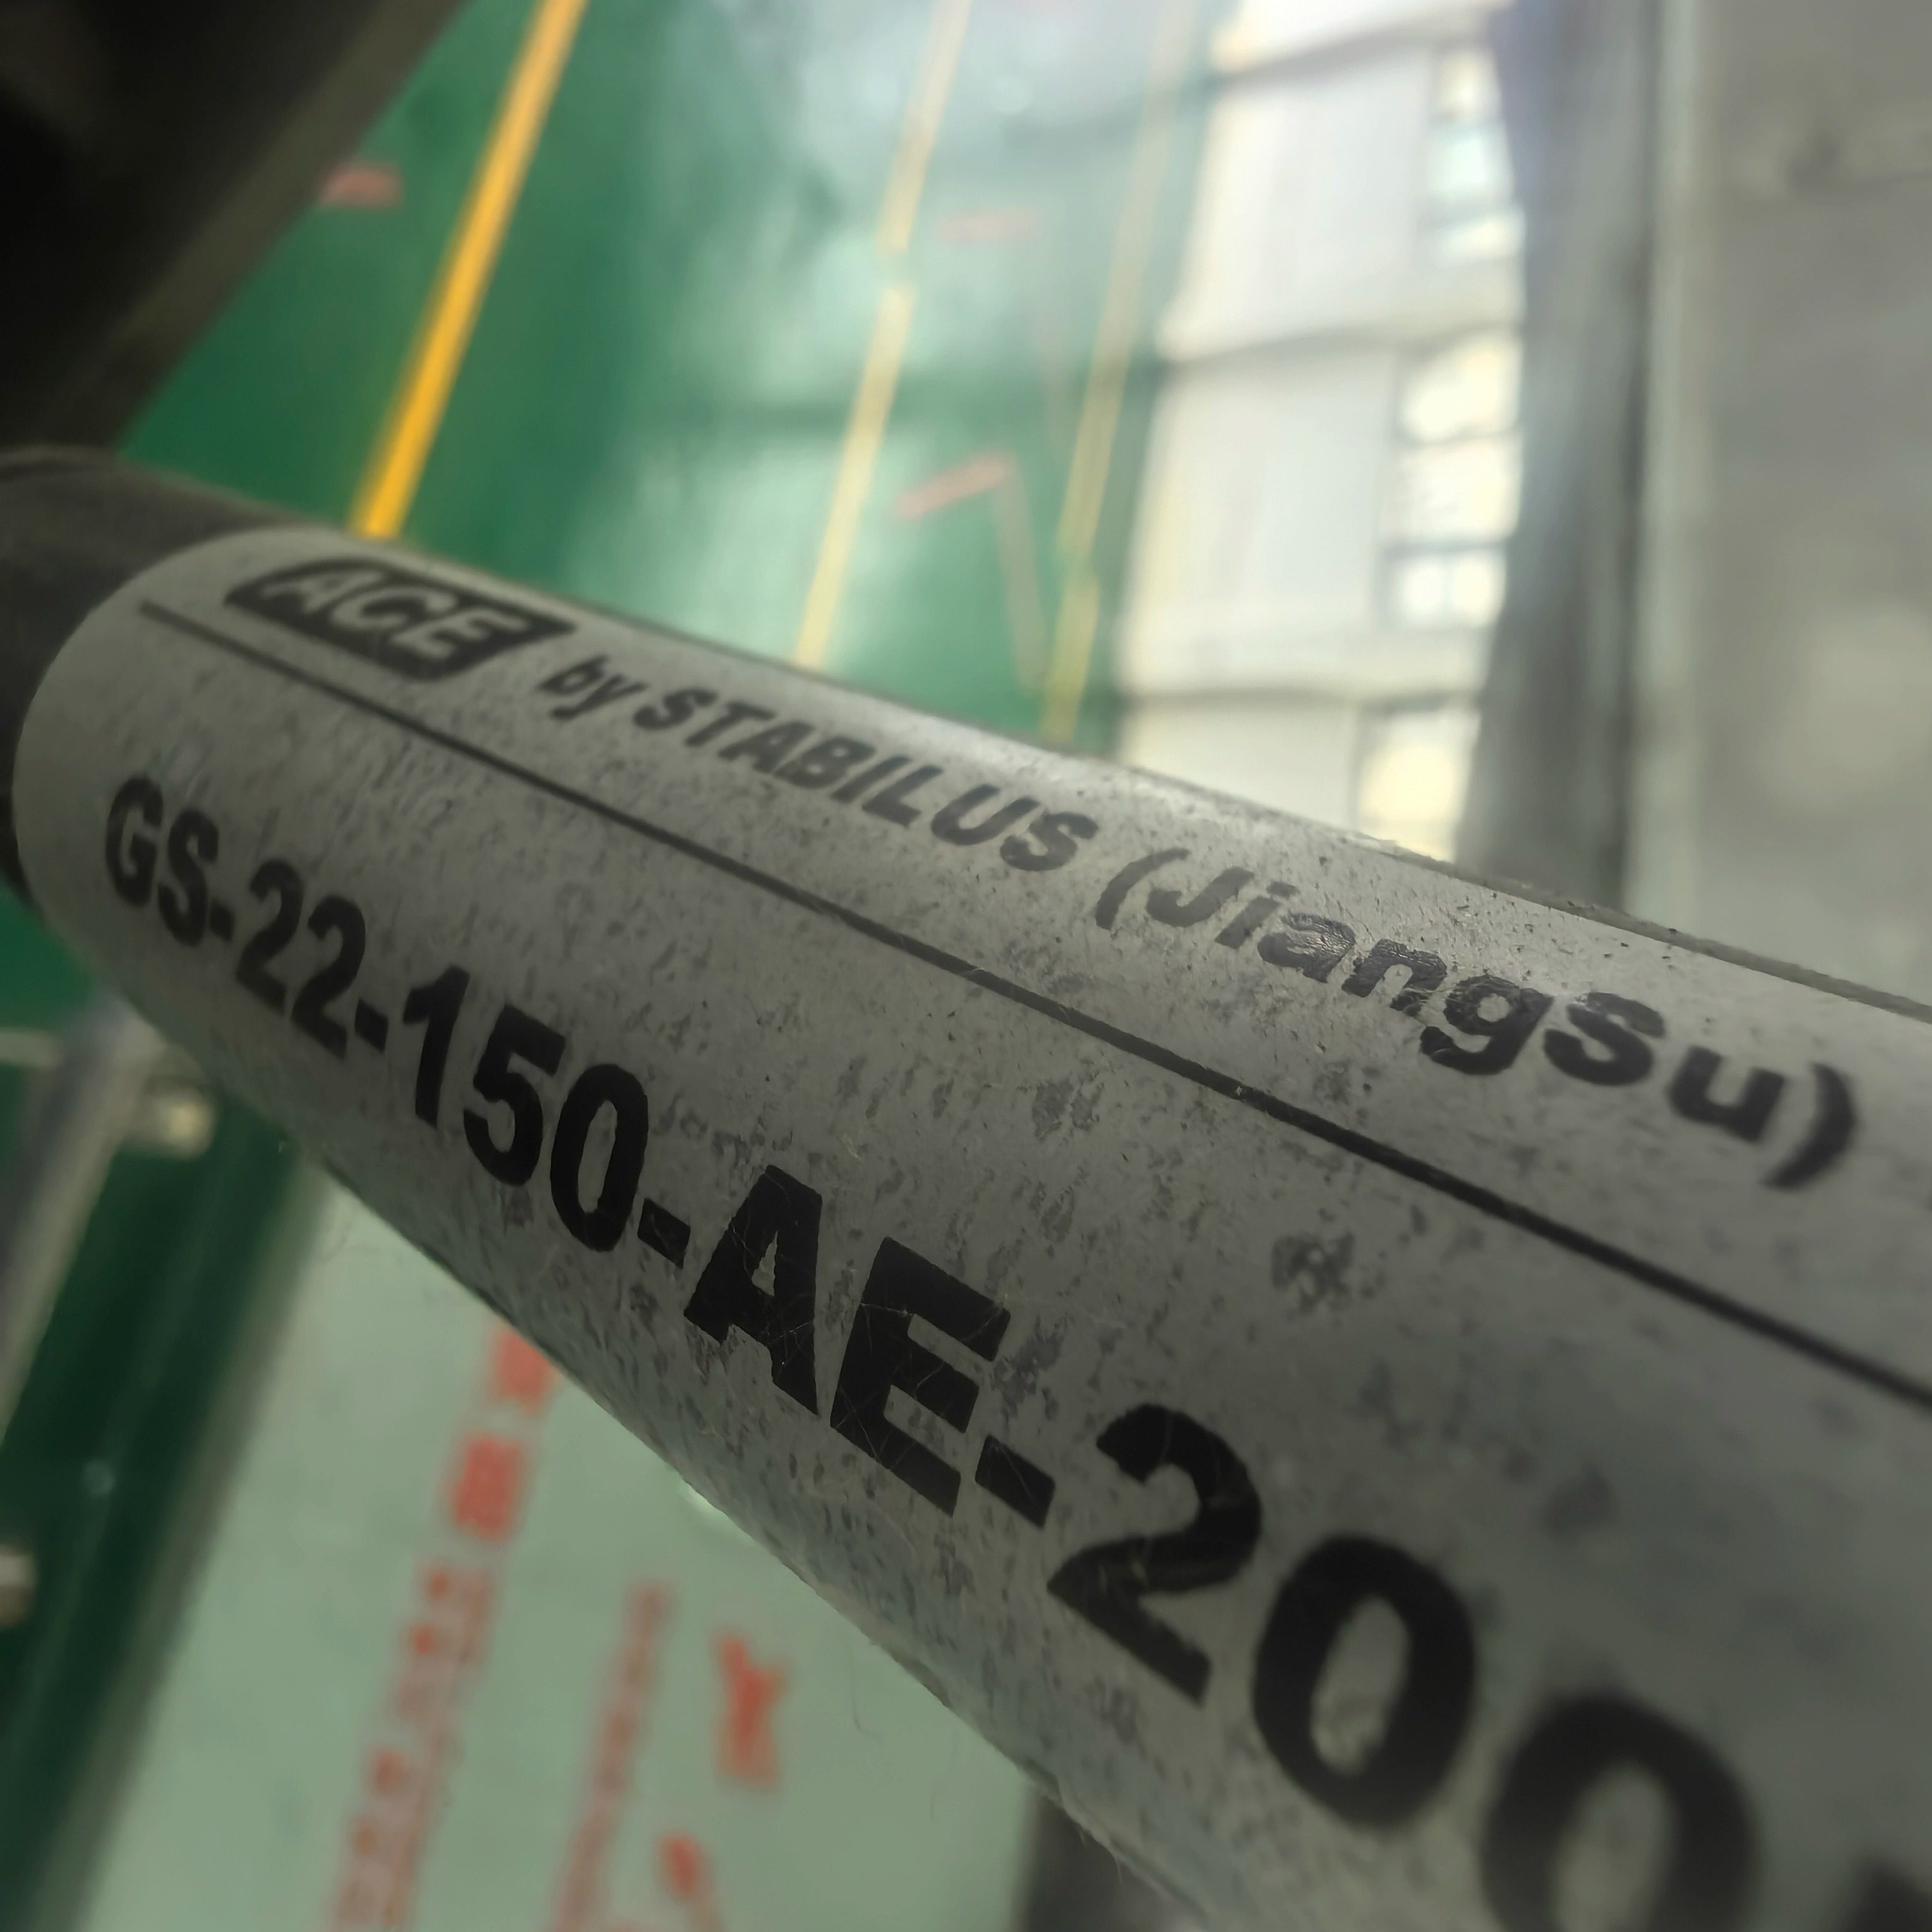 ACE by STABILUS (JiangSu)
GS-22-150-AE-200